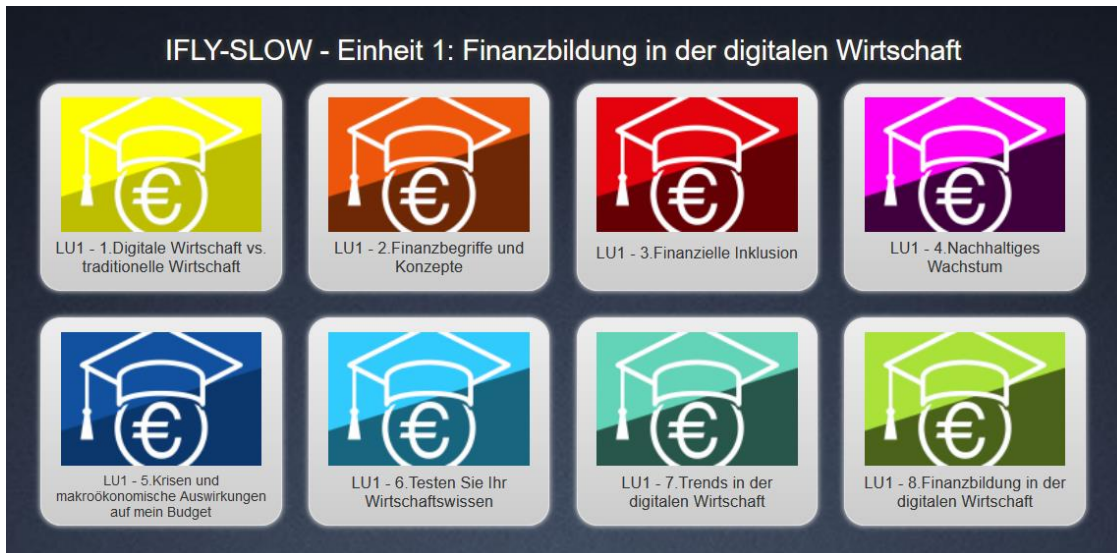 IFLY-SLOW - Einheit 1: Finanzbildung in der digitalen Wirtschaft
LU1 - 1.Digitale Wirtschaft vs.
traditionelle Wirtschaft
LU1 - 2.Finanzbegriffe und
Konzepte
LU1 - 3.Finanzielle Inklusion
LU1 - 4.Nachhaltiges
Wachstum
LU1 - 5.Krisen und
makroökonomische Auswirkungen
auf mein Budget
LU1 - 6.Testen Sie Ihr
Wirtschaftswissen
LU1 - 7.Trends in der
digitalen Wirtschaft
LU1 - 8.Finanzbildung in der
digitalen Wirtschaft